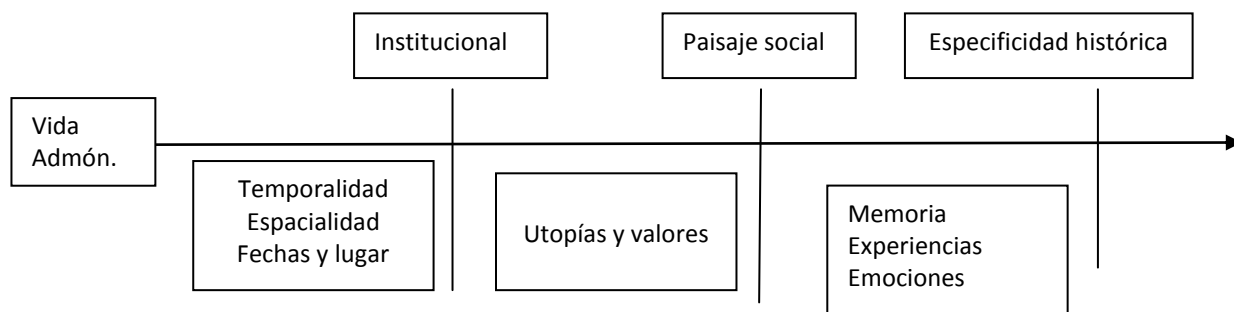 Institucional
Paisaje social
Especificidad histórica
Vida
Admón.
Temporalidad
Espacialidad
Fechas y lugar
Utopías y valores
Memoria
Experiencias
Emociones